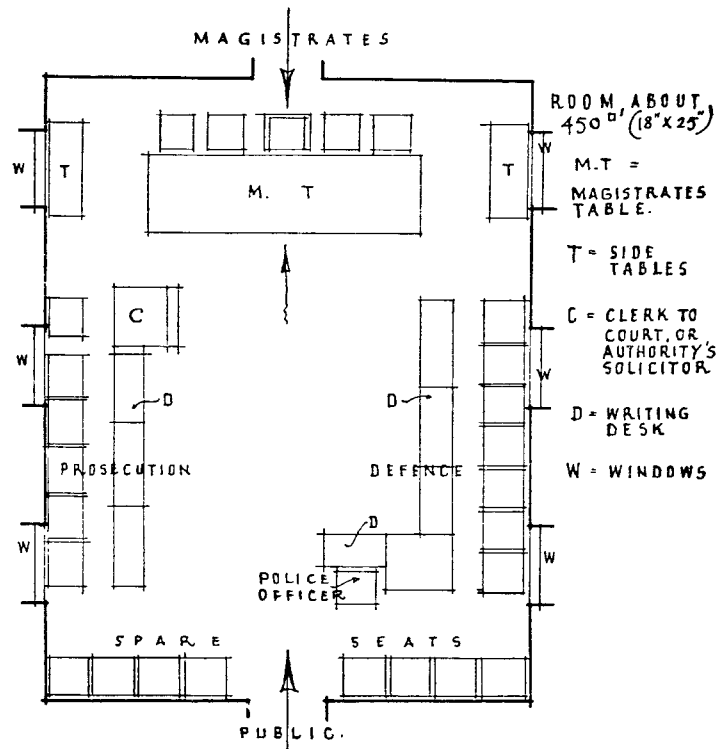 MAGISTRATES
ROOM, ABOUT
450 □' (18" X 25")
W
T
M. T
T
W
M.T =
MAGISTRATES
TABLE.
T = SIDE
TABLES
C
C = CLERK TO
COURT, OR
AUTHORITY'S
SOLICITOR
W
W
D
D
D = WRITING
DESK
PROSECUTION
DEFENCE
W = WINDOWS
W
D
W
POLICE
OFFICER
SPARE SEATS
PUBLIC.